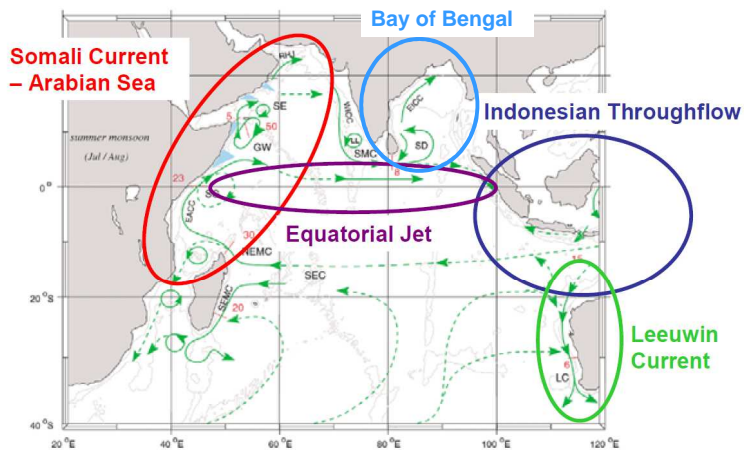 Bay of Bengal
Somali Current
– Arabian Sea
Indonesian Throughflow
summer monsoon
(Jul / Aug)
RHJ
SE
5
50
GW
WICC
EICC
LL
SMC
SD
8
23
0°
SG
EACC
Equatorial Jet
30
NEMC
15
SEC
20°S
SEMC
20
Leeuwin
Current
6
LC
40°S
20°E
40°E
60°E
80°E
100°E
120°E